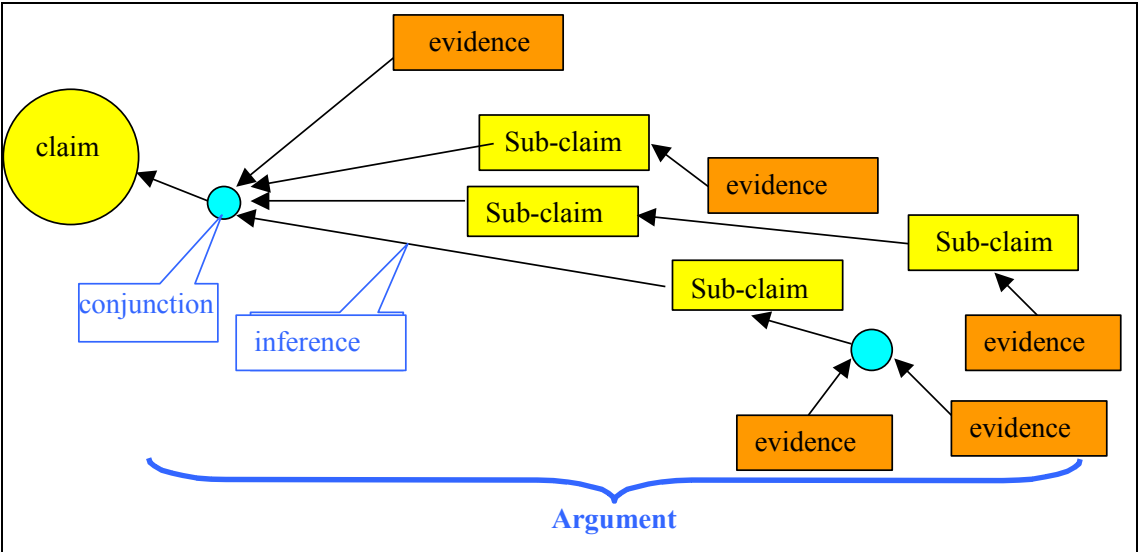 evidence
claim
Sub-claim
evidence
Sub-claim
Sub-claim
Sub-claim
conjunction
inference
evidence
evidence
evidence
Argument